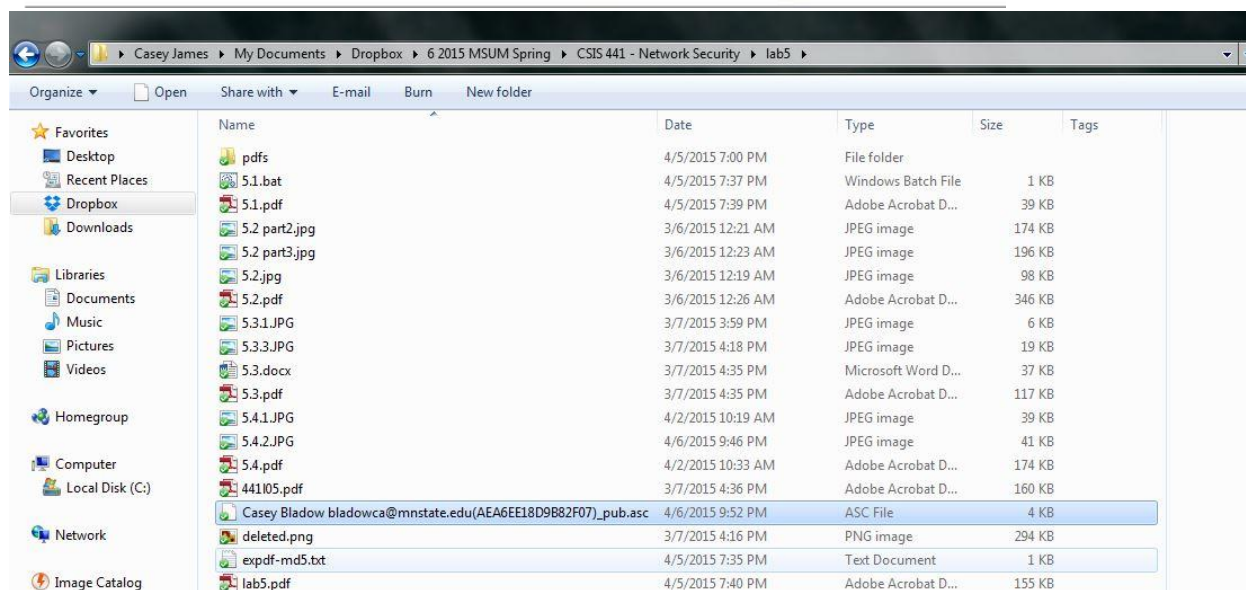 Casey James ▸ My Documents ▸ Dropbox ▸ 6 2015 MSUM Spring ▸ CSIS 441 - Network Security ▸ lab5 ▸
Organize Open Share with E-mail Burn New folder
Favorites
Desktop
Recent Places
Dropbox
Downloads
Libraries
Documents
Music
Pictures
Videos
Homegroup
Computer
Local Disk (C:)
Network
Image Catalog
Name Date Type Size Tags
pdfs 4/5/2015 7:00 PM File folder
5.1.bat 4/5/2015 7:37 PM Windows Batch File 1 KB
5.1.pdf 4/5/2015 7:39 PM Adobe Acrobat D... 39 KB
5.2 part2.jpg 3/6/2015 12:21 AM JPEG image 174 KB
5.2 part3.jpg 3/6/2015 12:23 AM JPEG image 196 KB
5.2.jpg 3/6/2015 12:19 AM JPEG image 98 KB
5.2.pdf 3/6/2015 12:26 AM Adobe Acrobat D... 346 KB
5.3.1.JPG 3/7/2015 3:59 PM JPEG image 6 KB
5.3.3.JPG 3/7/2015 4:18 PM JPEG image 19 KB
5.3.docx 3/7/2015 4:35 PM Microsoft Word D... 37 KB
5.3.pdf 3/7/2015 4:35 PM Adobe Acrobat D... 117 KB
5.4.1.JPG 4/2/2015 10:19 AM JPEG image 39 KB
5.4.2.JPG 4/6/2015 9:46 PM JPEG image 41 KB
5.4.pdf 4/2/2015 10:33 AM Adobe Acrobat D... 174 KB
441l05.pdf 3/7/2015 4:36 PM Adobe Acrobat D... 160 KB
Casey Bladow bladowca@mnstate.edu(AEA6EE18D9B82F07)_pub.asc 4/6/2015 9:52 PM ASC File 4 KB
deleted.png 3/7/2015 4:16 PM PNG image 294 KB
expdf-md5.txt 4/5/2015 7:35 PM Text Document 1 KB
lab5.pdf 4/5/2015 7:40 PM Adobe Acrobat D... 155 KB